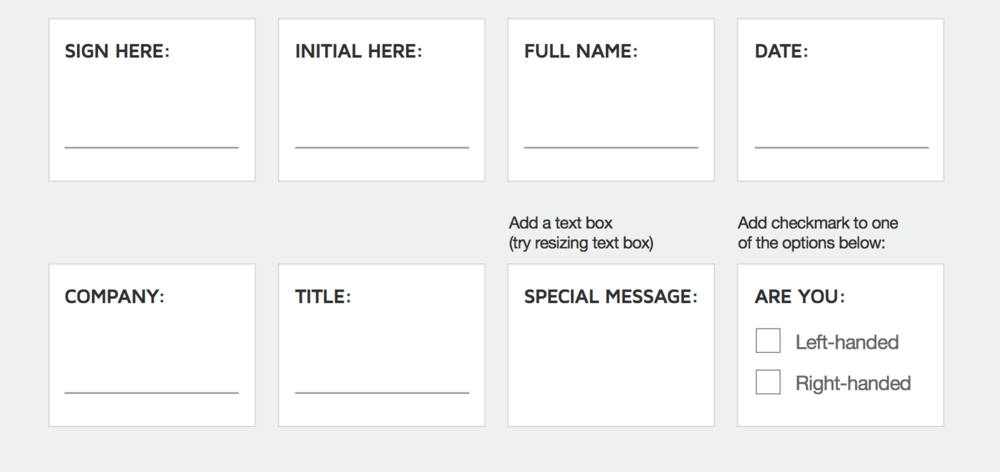 SIGN HERE:
INITIAL HERE:
FULL NAME:
DATE:
Add a text box
(try resizing text box)
Add checkmark to one
of the options below:
COMPANY:
TITLE:
SPECIAL MESSAGE:
ARE YOU:
Left-handed
Right-handed